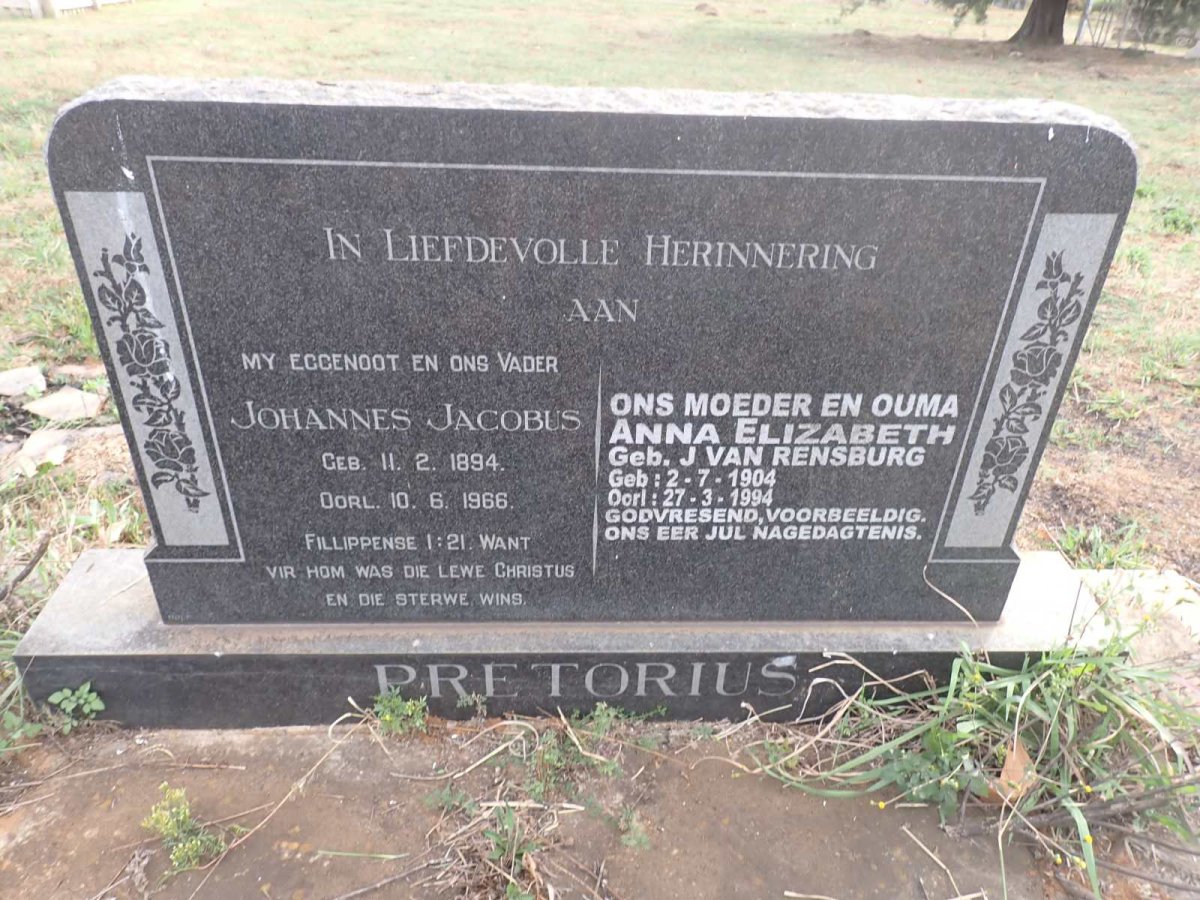 IN LIEFDEVOLLE HERINNERING
AAN
MY EGGENOOT EN ONS VADER
JOHANNES JACOBUS
GEB. 11. 2. 1894.
OORL. 10. 6. 1966.
FILLIPPENSE 1:21. WANT
VIR HOM WAS DIE LEWE CHRISTUS
EN DIE STERWE WINS.
ONS MOEDER EN OUMA
ANNA ELIZABETH
Geb. J VAN RENSBURG
Geb : 2 - 7 - 1904
Oorl : 27 - 3 - 1994
GODVRESEND, VOORBEELDIG.
ONS EER JUL NAGEDAGTENIS.
PRETORIUS